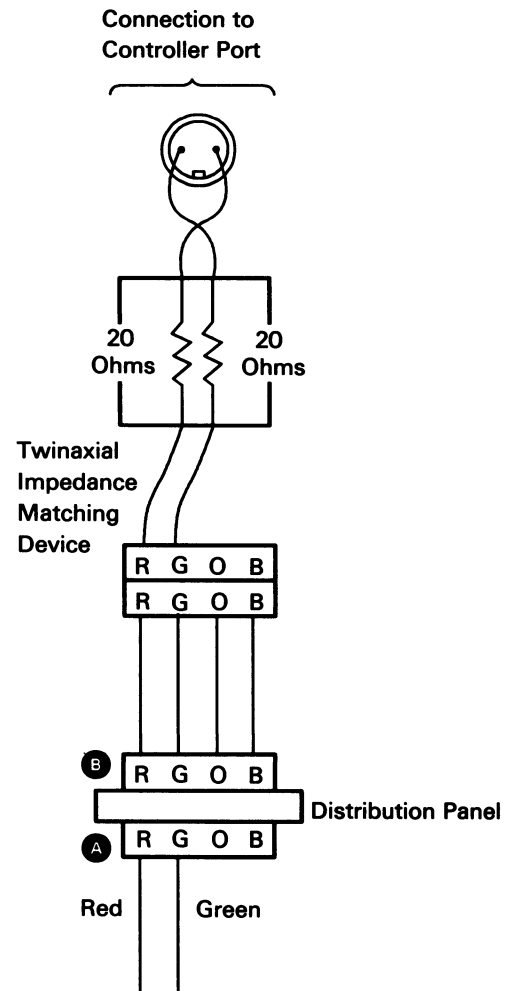 Connection to
Controller Port
20
Ohms
20
Ohms
Twinaxial
Impedance
Matching
Device
R G O B
R G O B
B
R G O B
Distribution Panel
A
R G O B
Red
Green